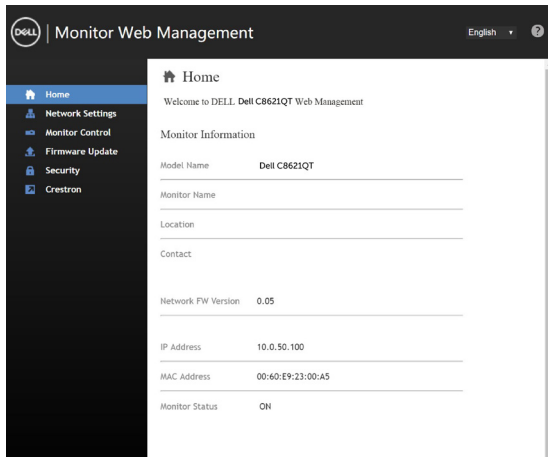 DELL | Monitor Web Management
English
?
Home
Network Settings
Monitor Control
Firmware Update
Security
Crestron
Home
Welcome to DELL Dell C8621QT Web Management
Monitor Information
Model Name Dell C8621QT
Monitor Name
Location
Contact
Network FW Version 0.05
IP Address 10.0.50.100
MAC Address 00:60:E9:23:00:A5
Monitor Status ON